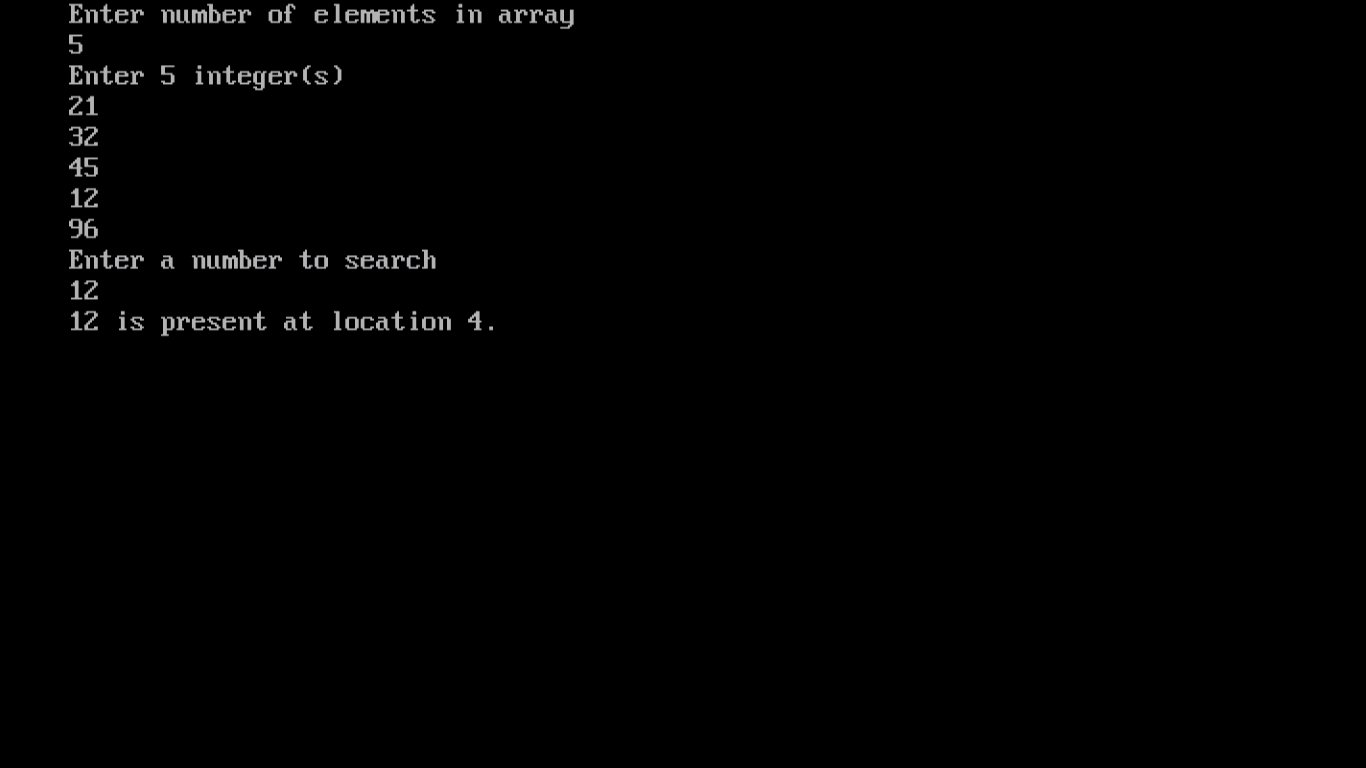 Enter number of elements in array
5
Enter 5 integer(s)
21
32
45
12
96
Enter a number to search
12
12 is present at location 4.